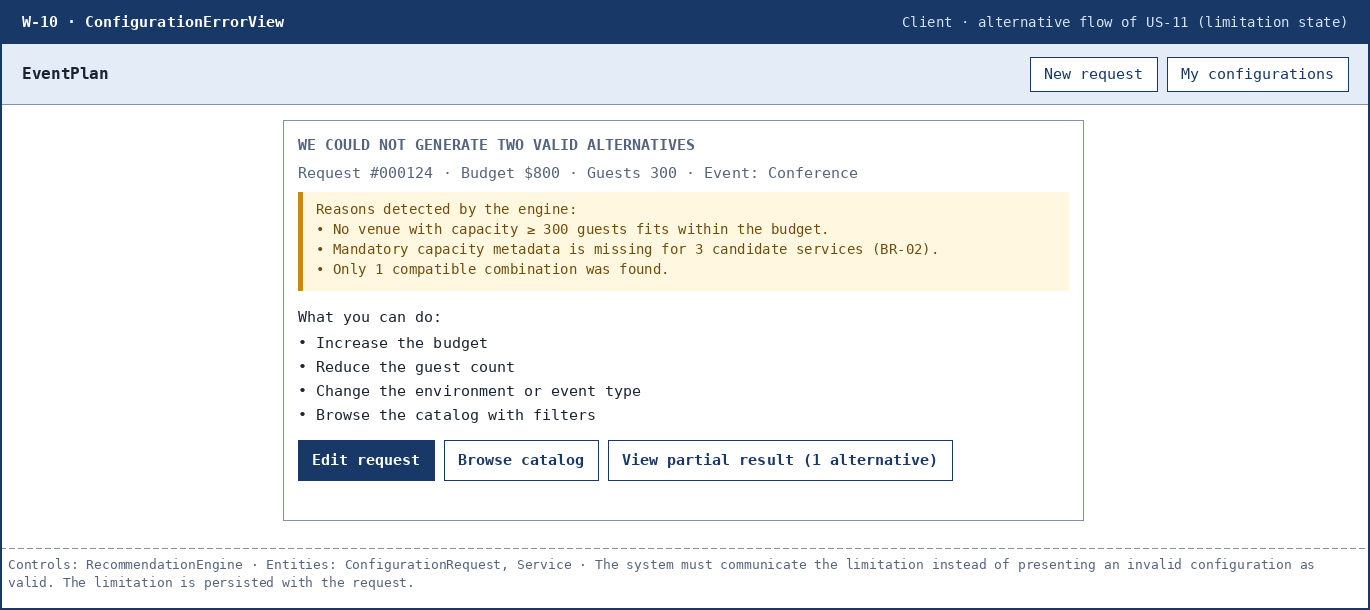 W-10 · ConfigurationErrorView
Client · alternative flow of US-11 (limitation state)
EventPlan
New request
My configurations
WE COULD NOT GENERATE TWO VALID ALTERNATIVES
Request #000124 · Budget $800 · Guests 300 · Event: Conference
Reasons detected by the engine:
• No venue with capacity ≥ 300 guests fits within the budget.
• Mandatory capacity metadata is missing for 3 candidate services (BR-02).
• Only 1 compatible combination was found.
What you can do:
• Increase the budget
• Reduce the guest count
• Change the environment or event type
• Browse the catalog with filters
Edit request
Browse catalog
View partial result (1 alternative)
Controls: RecommendationEngine · Entities: ConfigurationRequest, Service · The system must communicate the limitation instead of presenting an invalid configuration as
valid. The limitation is persisted with the request.